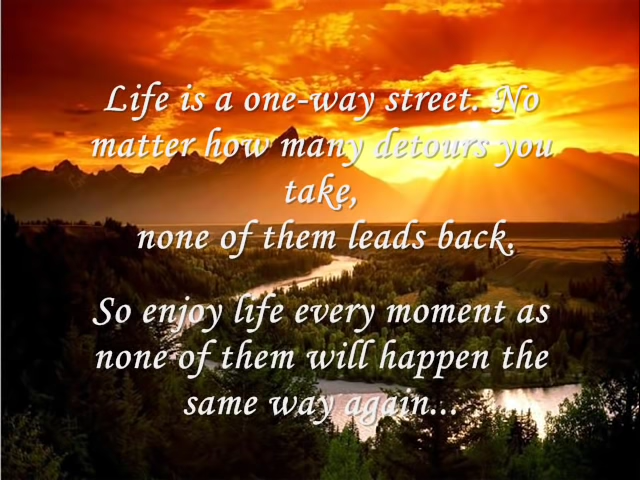 Life is a one-way street. No
matter how many detours you
take,
none of them leads back.
So enjoy life every moment as
none of them will happen the
same way again...